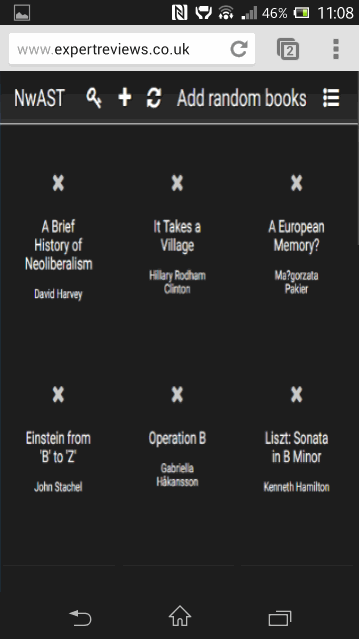 46% 11:08
www.expertreviews.co.uk
2
NwAST Add random books
A Brief
History of
Neoliberalism
David Harvey
It Takes a
Village
Hillary Rodham
Clinton
A European
Memory?
Ma?gorzata
Pakier
Einstein from
'B' to 'Z'
John Stachel
Operation B
Gabriella
Håkansson
Liszt: Sonata
in B Minor
Kenneth Hamilton